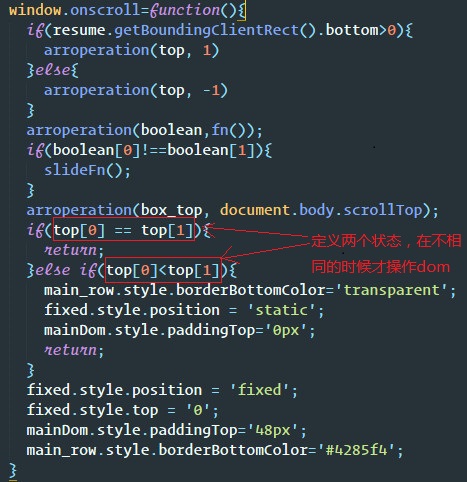 window.onscroll=function(){
if(resume.getBoundingClientRect().bottom>0){
arroperation(top, 1)
}else{
arroperation(top, -1)
}
arroperation(boolean,fn());
if(boolean[0]!==boolean[1]){
slideFn();
}
arroperation(box_top, document.body.scrollTop);
if(top[0] == top[1]){
return;
}else if(top[0]<top[1]){
main_row.style.borderBottomColor='transparent';
fixed.style.position = 'static';
mainDom.style.paddingTop='0px';
return;
}
fixed.style.position = 'fixed';
fixed.style.top = '0';
mainDom.style.paddingTop='48px';
main_row.style.borderBottomColor='#4285f4';
}
定义两个状态，在不相
同的时候才操作dom